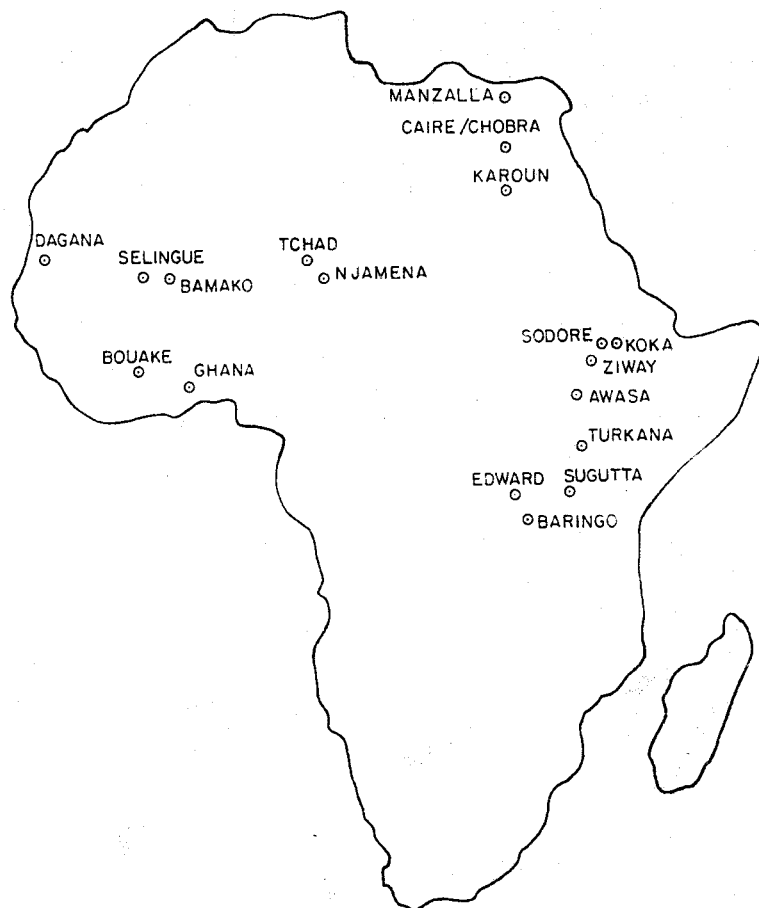 MANZALLA
CAIRE/CHOBRA
KAROUN
DAGANA
SELINGUE
BAMAKO
TCHAD
NJAMENA
BOUAKE
GHANA
SODORE
KOKA
ZIWAY
AWASA
TURKANA
EDWARD
SUGUTTA
BARINGO